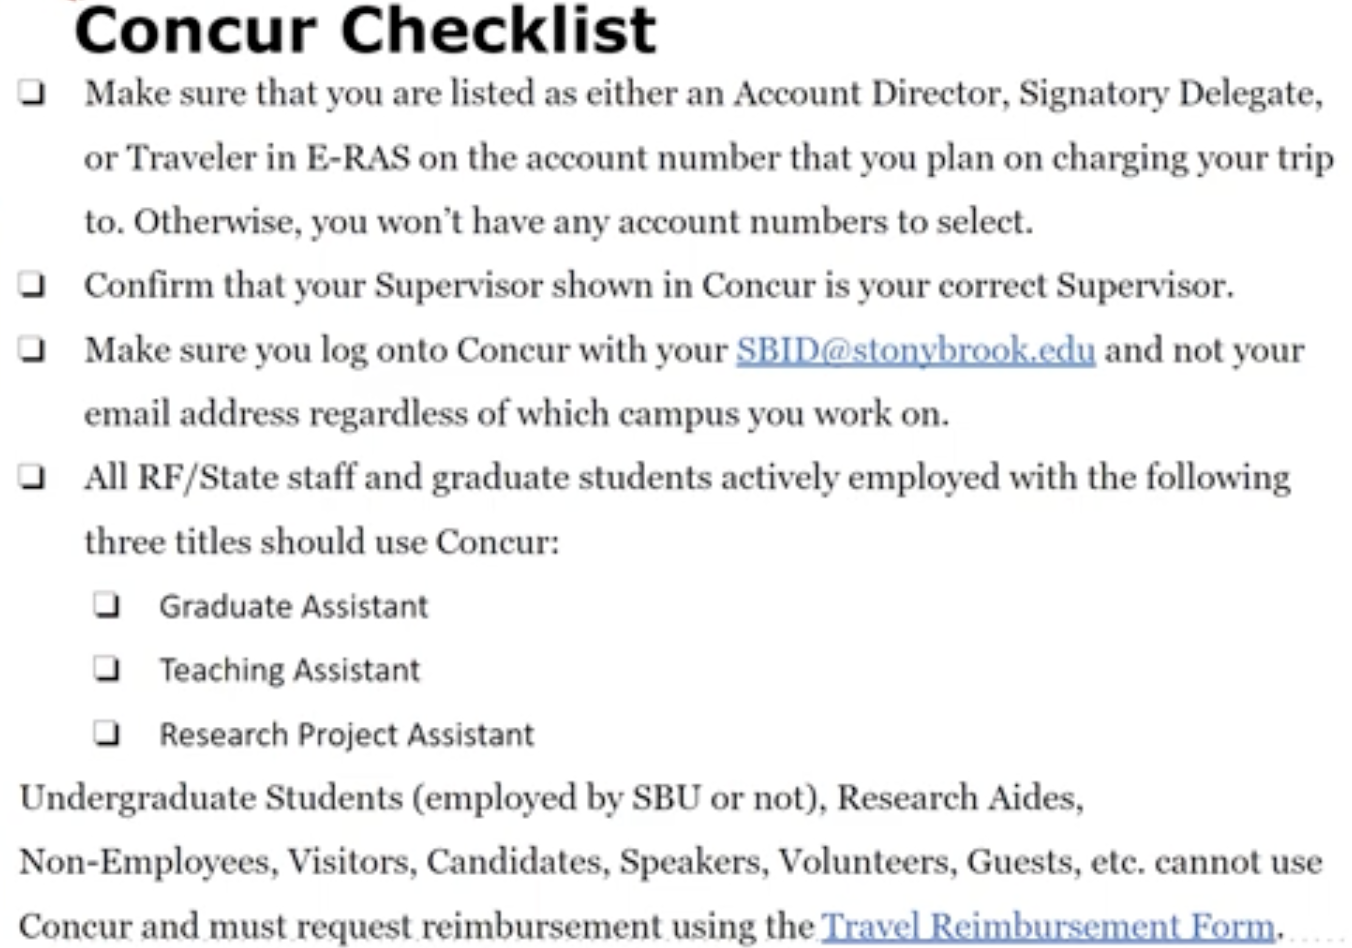 Concur Checklist
❏ Make sure that you are listed as either an Account Director, Signatory Delegate,
or Traveler in E-RAS on the account number that you plan on charging your trip
to. Otherwise, you won't have any account numbers to select.
❏ Confirm that your Supervisor shown in Concur is your correct Supervisor.
❏ Make sure you log onto Concur with your SBID@stonybrook.edu and not your
email address regardless of which campus you work on.
❏ All RF/State staff and graduate students actively employed with the following
three titles should use Concur:
❏ Graduate Assistant
❏ Teaching Assistant
❏ Research Project Assistant
Undergraduate Students (employed by SBU or not), Research Aides,
Non-Employees, Visitors, Candidates, Speakers, Volunteers, Guests, etc. cannot use
Concur and must request reimbursement using the Travel Reimbursement Form.